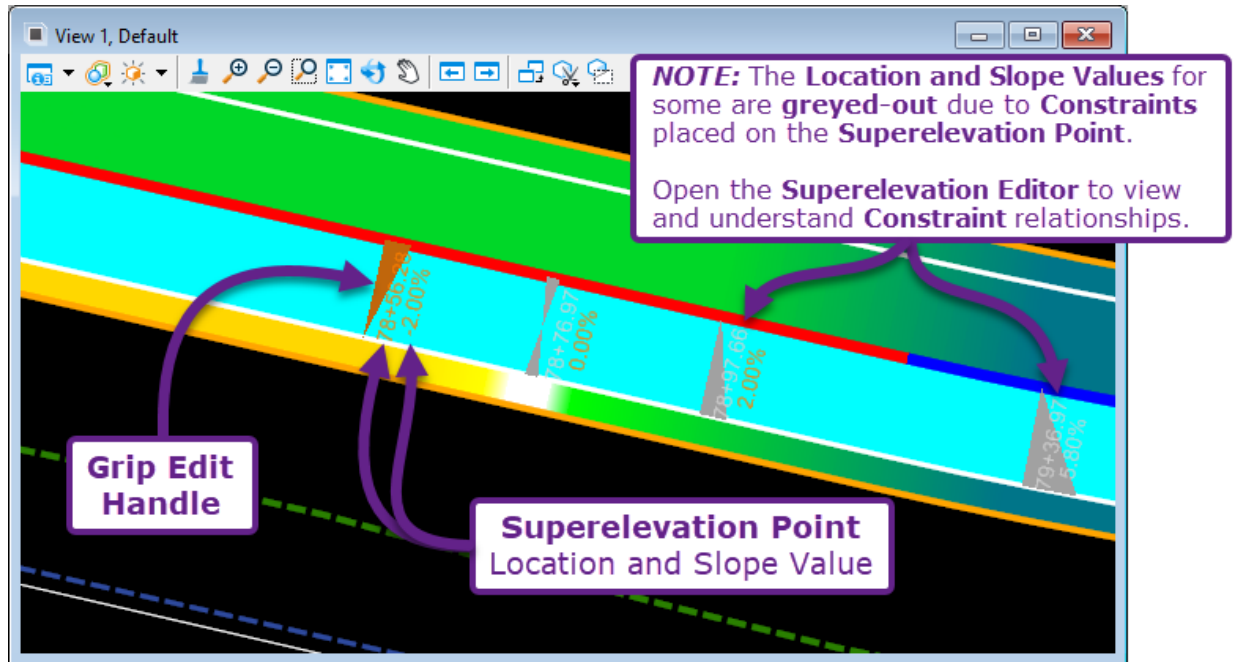 View 1, Default
NOTE: The Location and Slope Values for
some are greyed-out due to Constraints
placed on the Superelevation Point.
Open the Superelevation Editor to view
and understand Constraint relationships.
78+56.28
-2.00%
78+76.97
0.00%
78+97.66
2.00%
79+36.97
5.80%
Grip Edit
Handle
Superelevation Point
Location and Slope Value